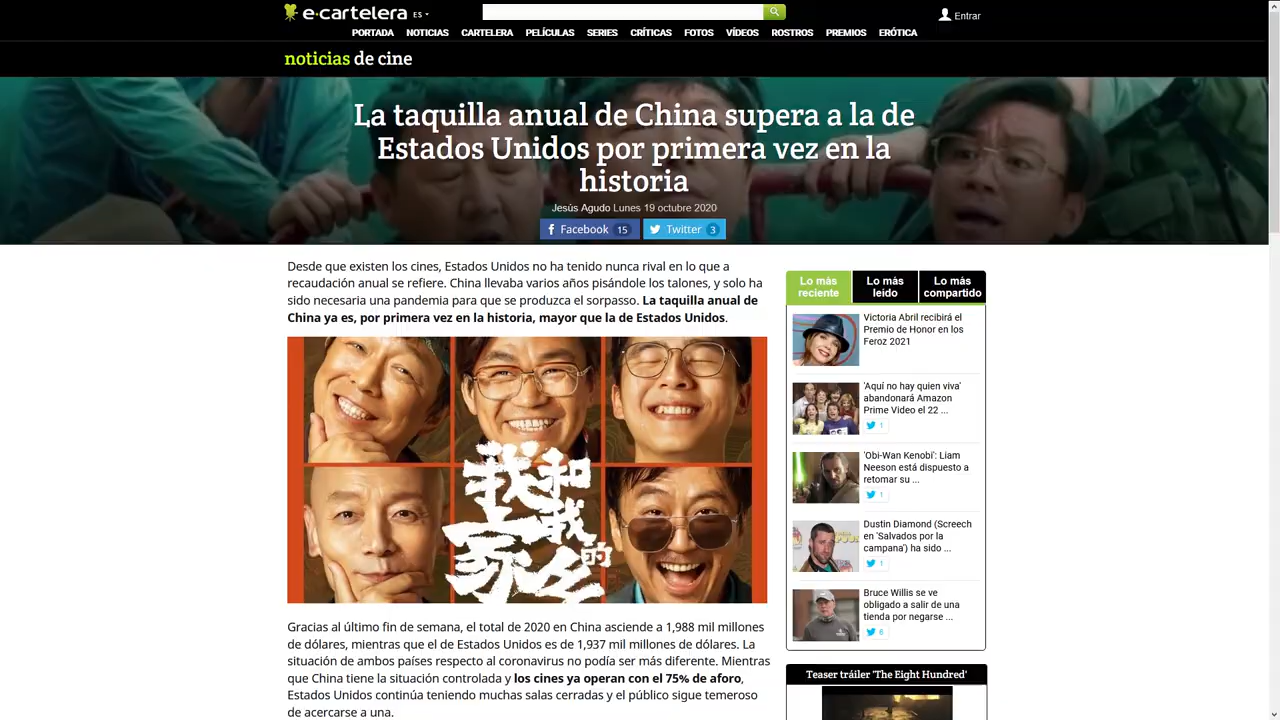 e-cartelera ES
Entrar
PORTADA NOTICIAS CARTELERA PELÍCULAS SERIES CRÍTICAS FOTOS VÍDEOS ROSTROS PREMIOS ERÓTICA
noticias de cine
La taquilla anual de China supera a la de
Estados Unidos por primera vez en la
historia
Jesús Agudo Lunes 19 octubre 2020
Facebook 15 Twitter 3
Desde que existen los cines, Estados Unidos no ha tenido nunca rival en lo que a
recaudación anual se refiere. China llevaba varios años pisándole los talones, y solo ha
sido necesaria una pandemia para que se produzca el sorpasso. La taquilla anual de
China ya es, por primera vez en la historia, mayor que la de Estados Unidos.
我和
我的
家乡
Gracias al último fin de semana, el total de 2020 en China asciende a 1,988 mil millones
de dólares, mientras que el de Estados Unidos es de 1,937 mil millones de dólares. La
situación de ambos países respecto al coronavirus no podía ser más diferente. Mientras
que China tiene la situación controlada y los cines ya operan con el 75% de aforo,
Estados Unidos continúa teniendo muchas salas cerradas y el público sigue temeroso
de acercarse a una.
Lo más
reciente
Lo más
leído
Lo más
compartido
Victoria Abril recibirá el
Premio de Honor en los
Feroz 2021
'Aquí no hay quien viva'
abandonará Amazon
Prime Video el 22 ...
1
'Obi-Wan Kenobi': Liam
Neeson está dispuesto a
retomar su ...
1
Dustin Diamond (Screech
en 'Salvados por la
campana') ha sido ...
1
Bruce Willis se ve
obligado a salir de una
tienda por negarse ...
6
Teaser tráiler 'The Eight Hundred'